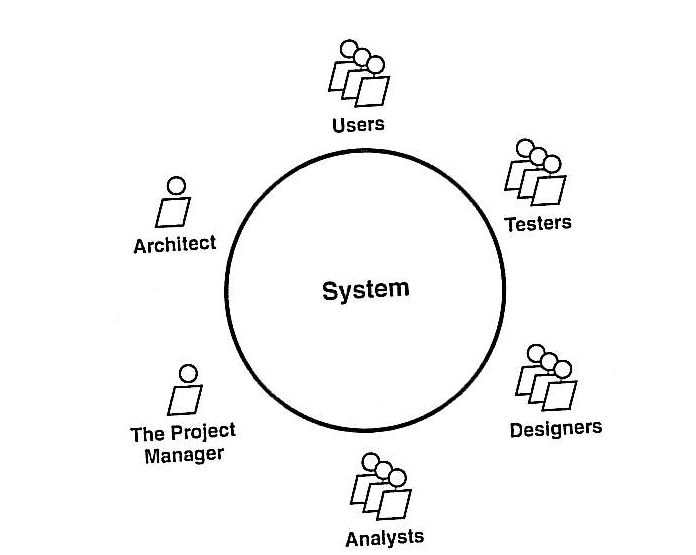 Users
Testers
Architect
System
The Project
Manager
Designers
Analysts